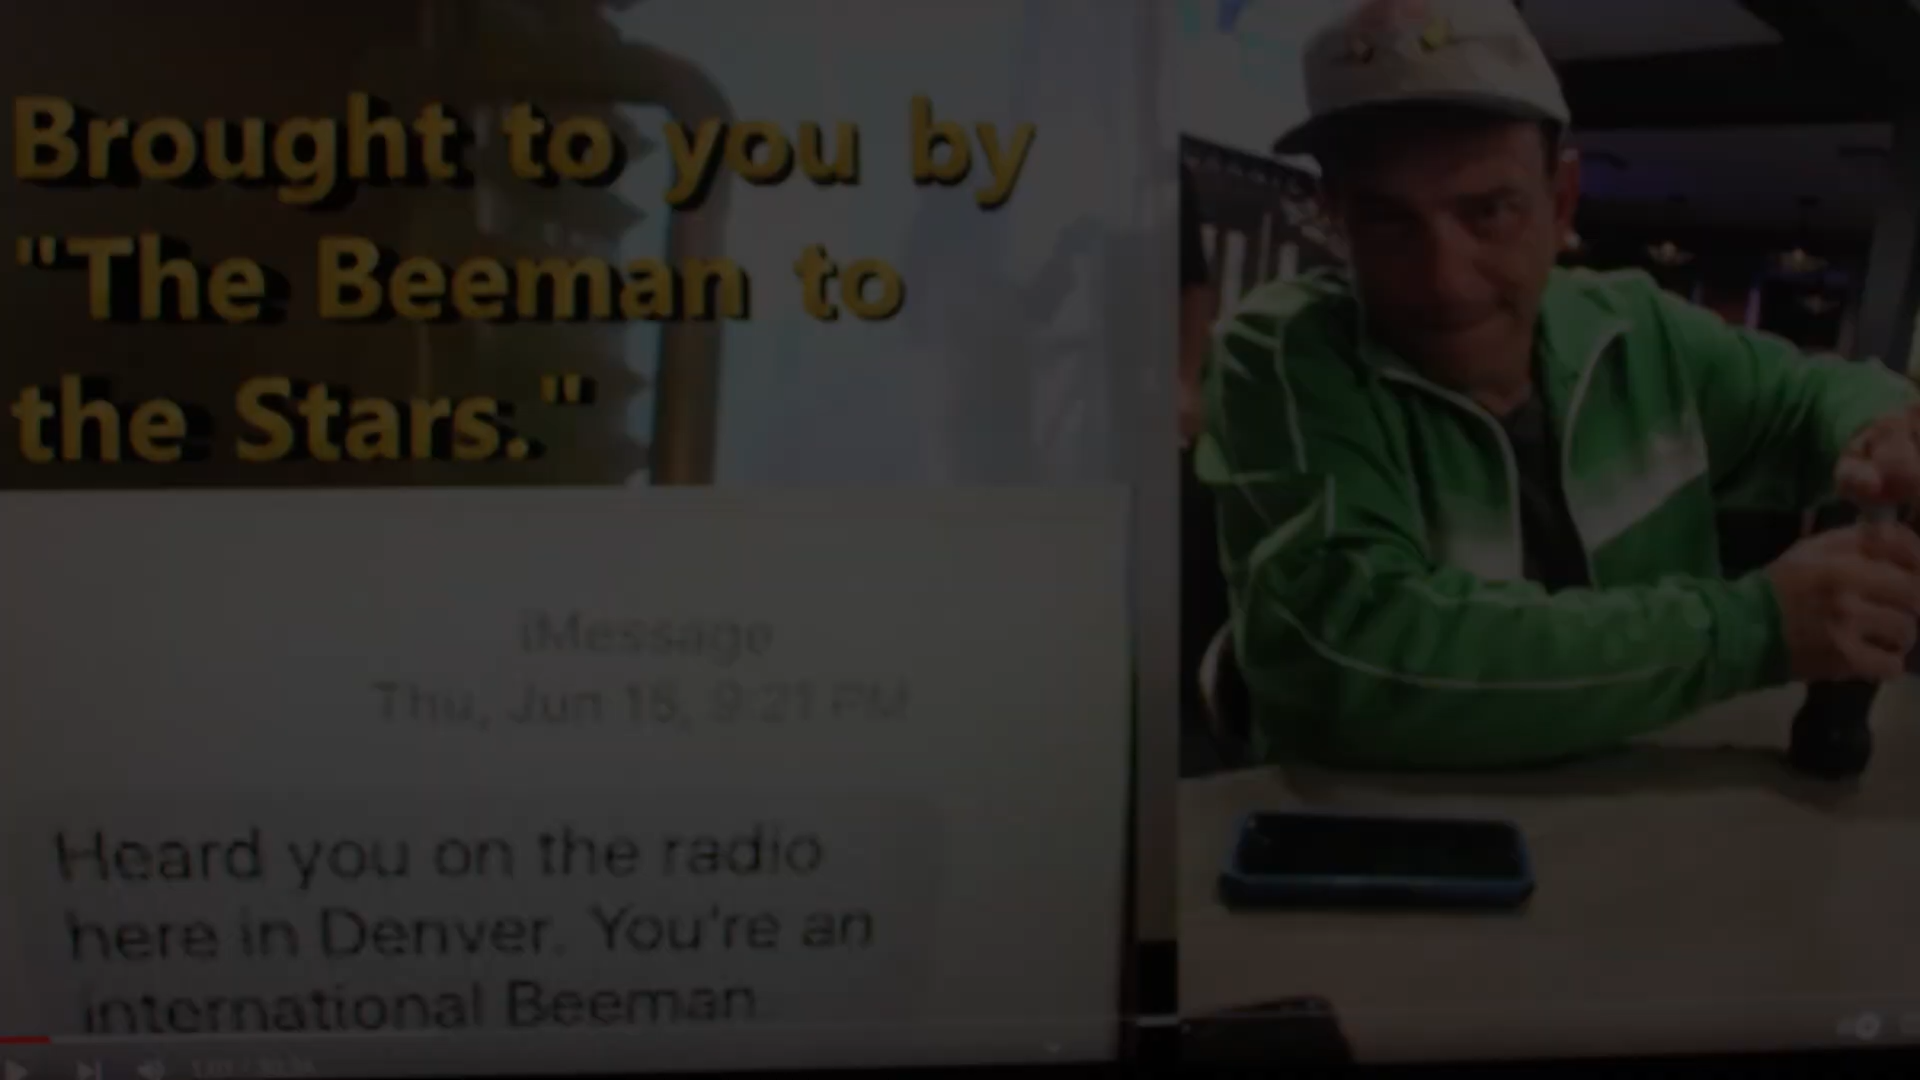 Brought to you by
"The Beeman to
the Stars."
iMessage
Thu, Jun 15, 9:21 PM
Heard you on the radio
here in Denver. You're an
international Beeman